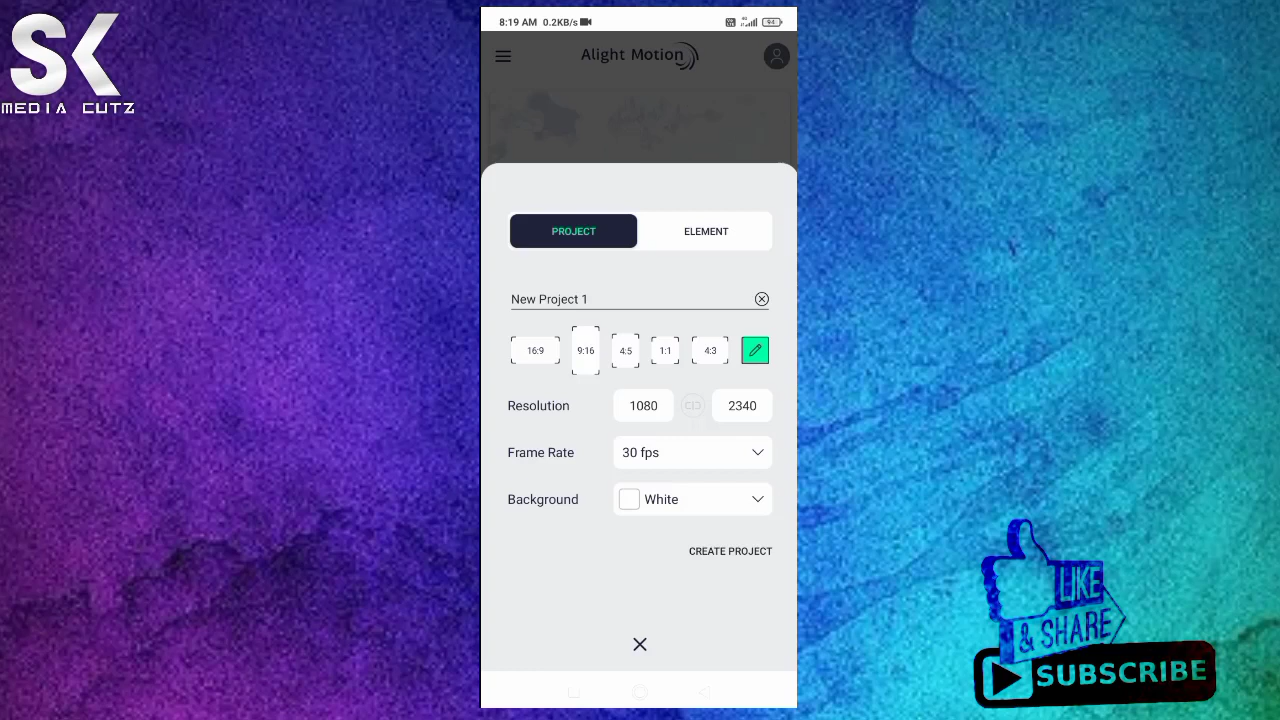 SK
MEDIA CUTZ
8:19 AM 0.2KB/s
94
Alight Motion
PROJECT
ELEMENT
New Project 1
16:9
9:16
4:5
1:1
4:3
Resolution
1080
2340
Frame Rate
30 fps
Background
White
CREATE PROJECT
LIKE
& SHARE
SUBSCRIBE